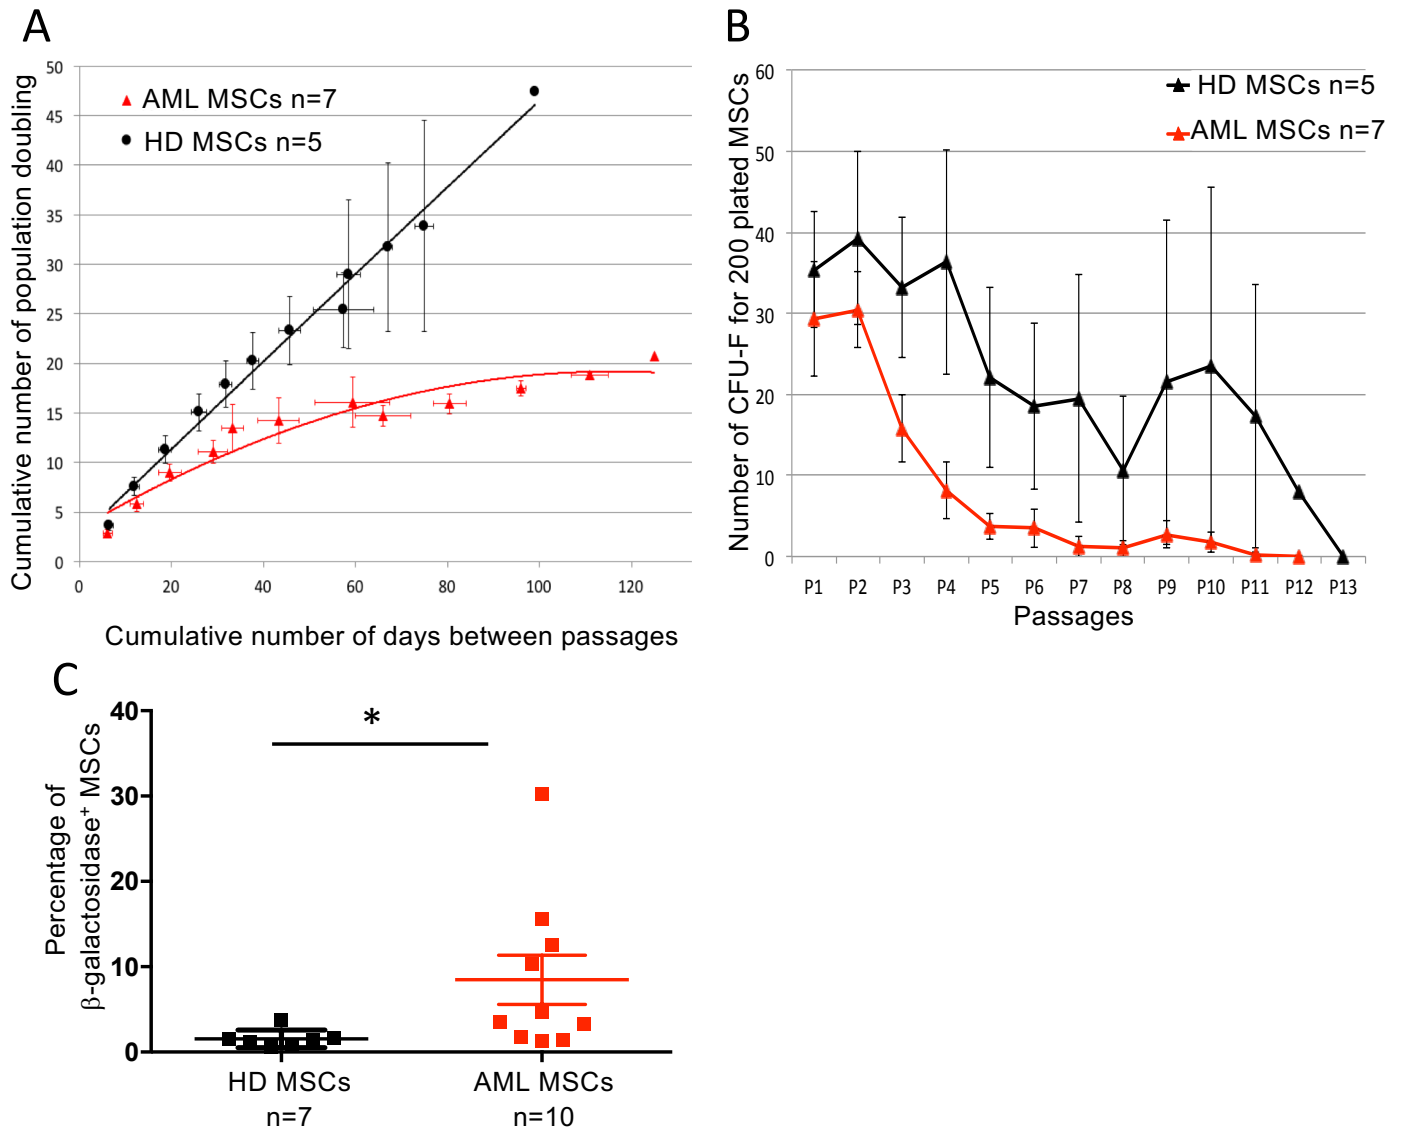 A
Cumulative number of population doubling
50
45
40
35
30
25
20
15
10
5
0
AML MSCs n=7
HD MSCs n=5
0 20 40 60 80 100 120
Cumulative number of days between passages
B
Number of CFU-F for 200 plated MSCs
60
50
40
30
20
10
0
HD MSCs n=5
AML MSCs n=7
P1 P2 P3 P4 P5 P6 P7 P8 P9 P10 P11 P12 P13
Passages
C
Percentage of
β-galactosidase⁺ MSCs
40
30
20
10
0
*
HD MSCs
n=7
AML MSCs
n=10